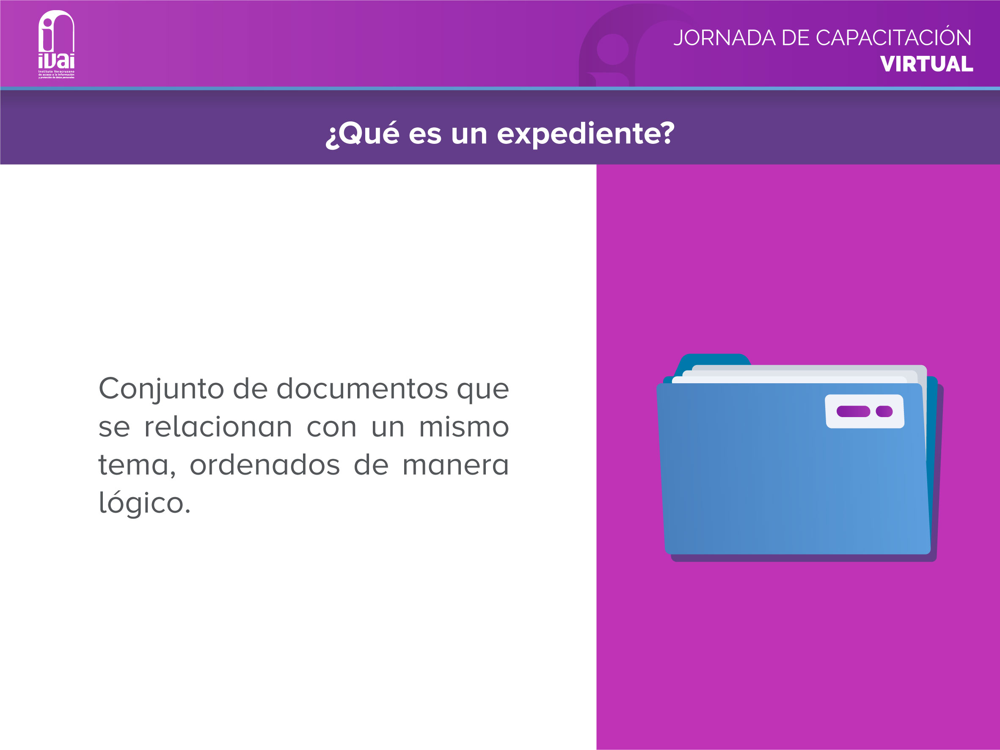 ivai
Instituto Veracruzano
de acceso a la información
y protección de datos personales
JORNADA DE CAPACITACIÓN
VIRTUAL
¿Qué es un expediente?
Conjunto de documentos que
se relacionan con un mismo
tema, ordenados de manera
lógico.